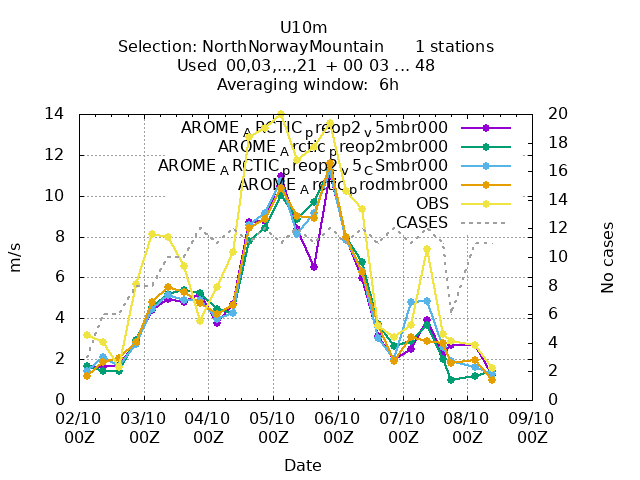 U10m
Selection: NorthNorwayMountain 1 stations
Used 00,03,...,21 + 00 03 ... 48
Averaging window: 6h
14 20
18
12
16
10
14
8 12
10
6
8
4 6
4
2
2
0 0
m/s
No cases
AROME_ARCTIC_preop2_v5mbr000
AROME_Arctic_preop2mbr000
AROME_ARCTIC_preop2_v5_CSmbr000
AROME_Arctic_prodmbr000
OBS
CASES
02/10 03/10 04/10 05/10 06/10 07/10 08/10 09/10
00Z 00Z 00Z 00Z 00Z 00Z 00Z 00Z
Date